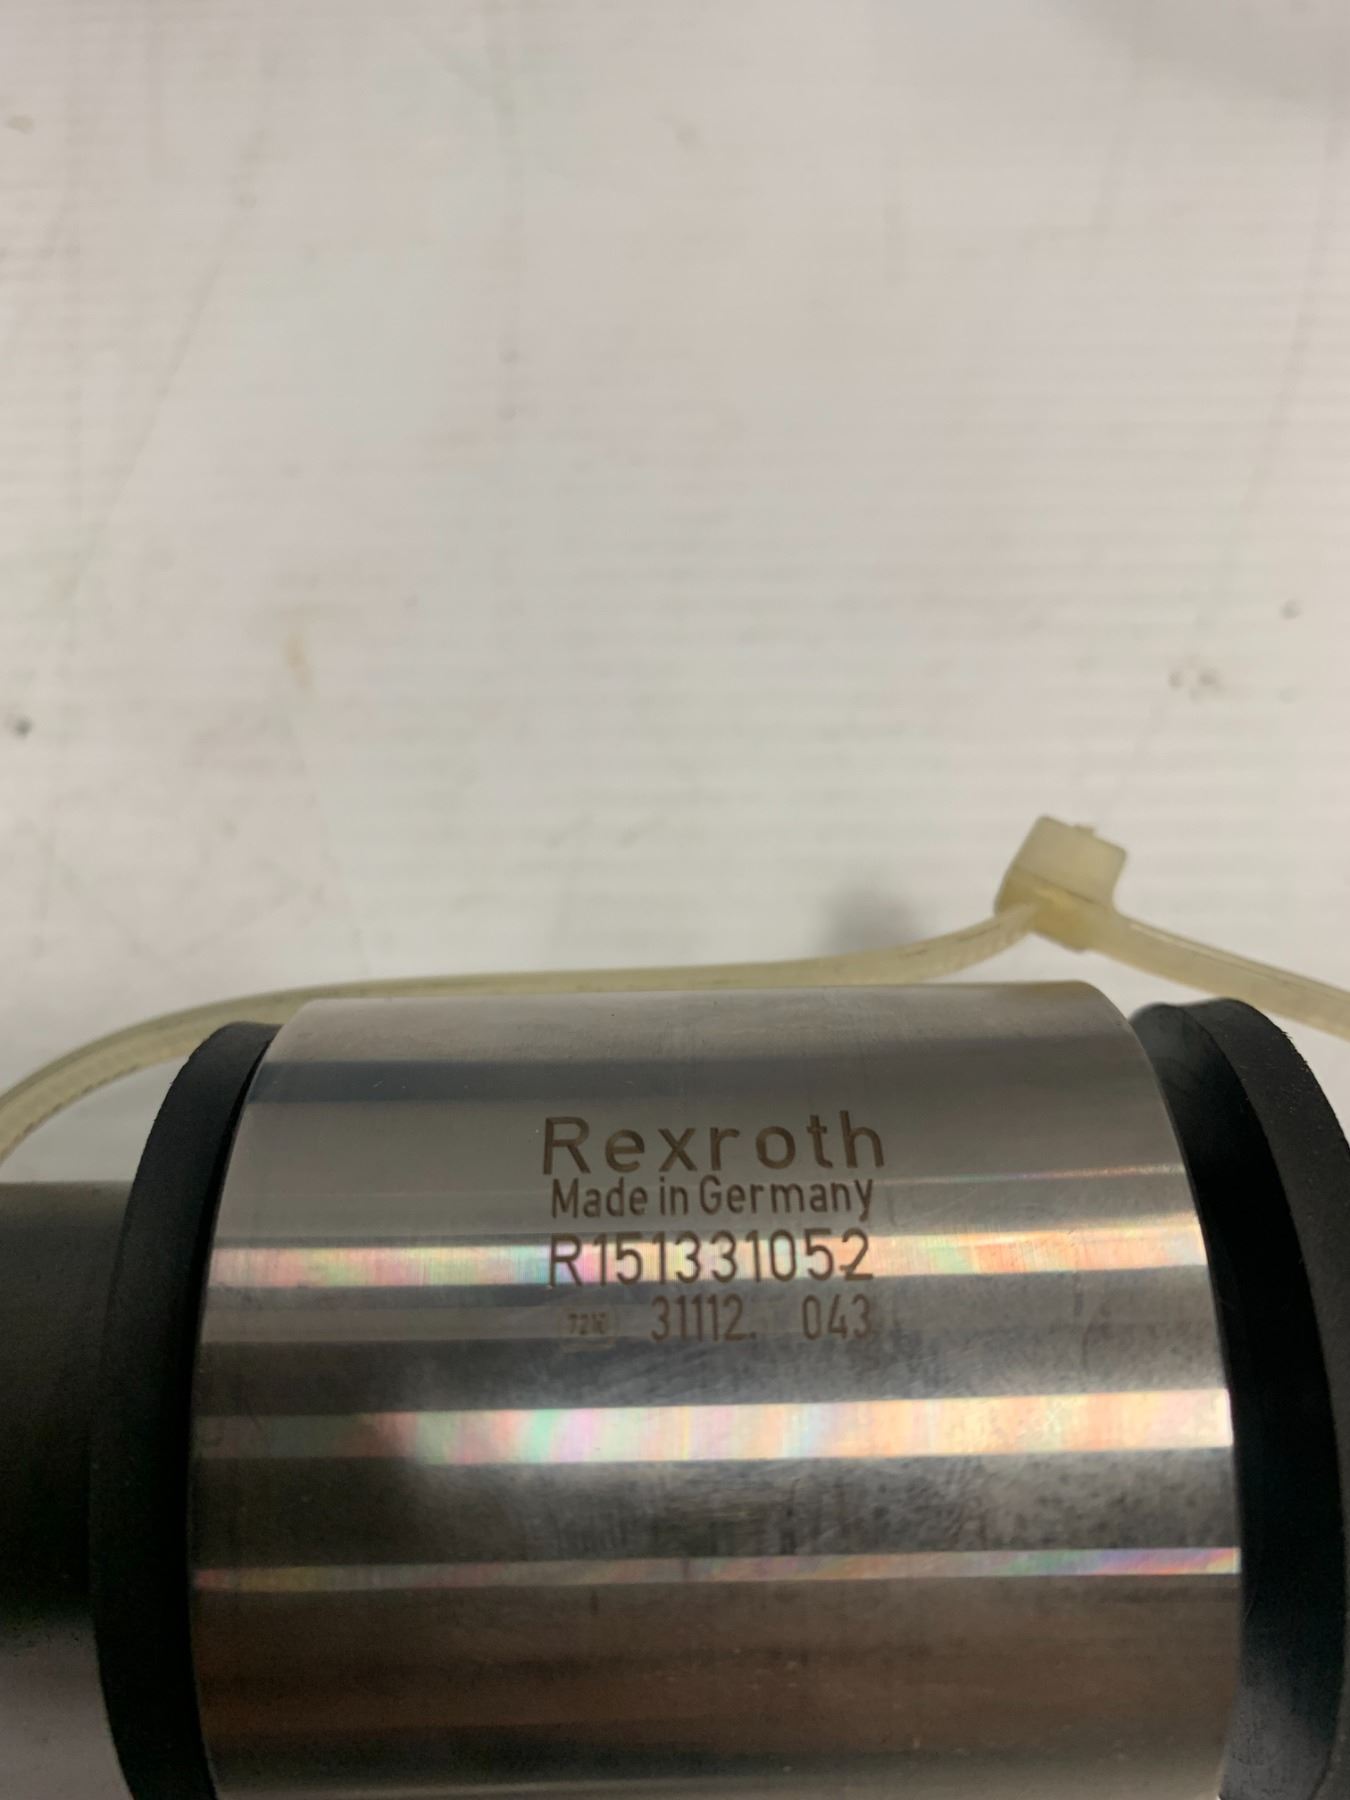 Rexroth
Made in Germany
R151331052
31112. 043